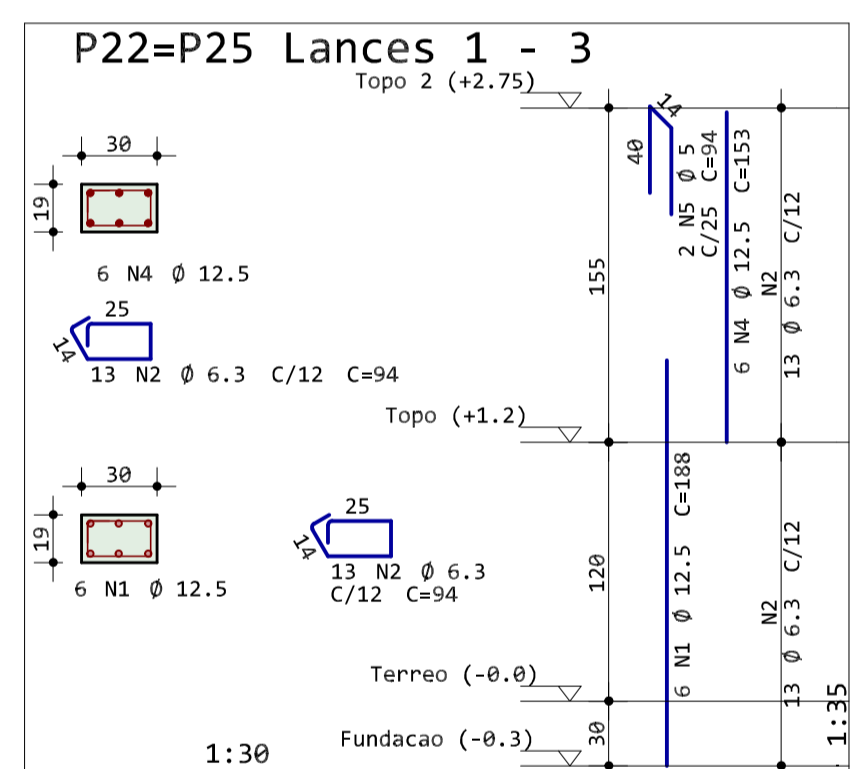 P22=P25 Lances 1 - 3
Topo 2 (+2.75)
30
19
6 N4 Ø 12.5
25
14
13 N2 Ø 6.3 C/12 C=94
14
40
2 N5 Ø 5
C/25 C=94
6 N4 Ø 12.5 C=153
N2
13 Ø 6.3 C/12
155
Topo (+1.2)
30
19
6 N1 Ø 12.5
25
14
13 N2 Ø 6.3
C/12 C=94
120
6 N1 Ø 12.5 C=188
N2
13 Ø 6.3 C/12
Terreo (-0.0)
30
Fundacao (-0.3)
1:30
1:35